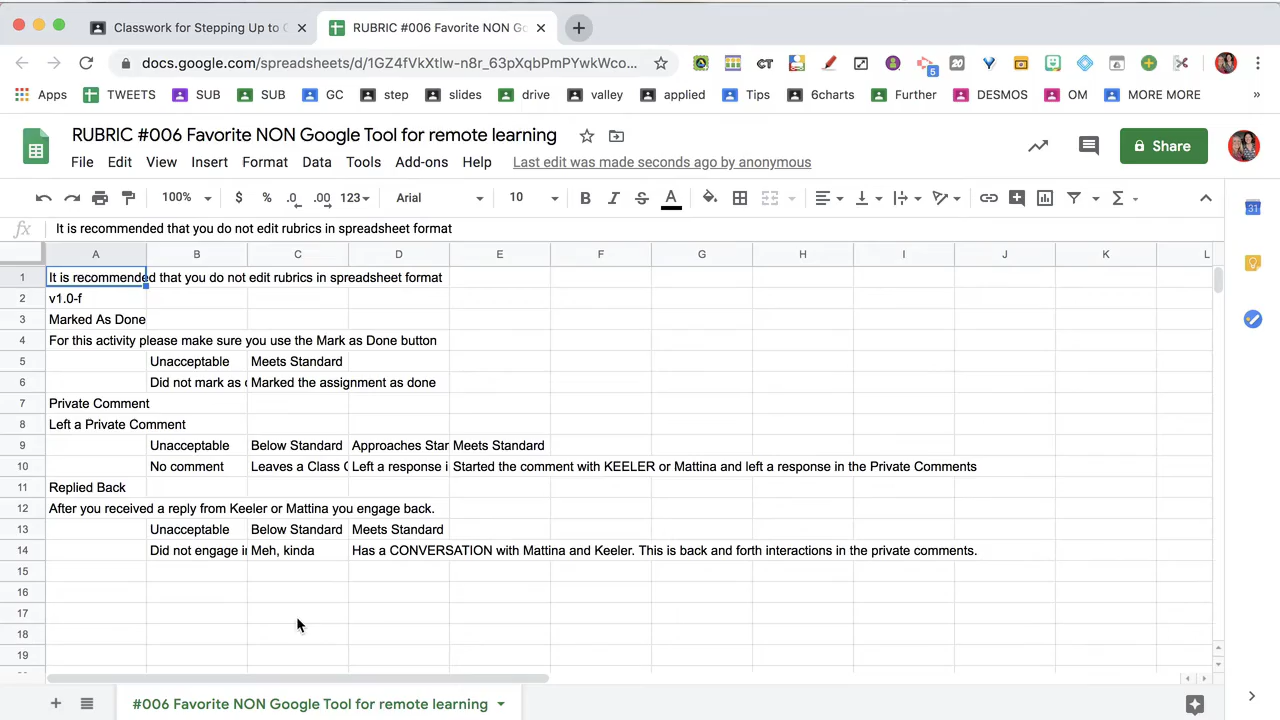 Classwork for Stepping Up to
RUBRIC #006 Favorite NON Go
docs.google.com/spreadsheets/d/1GZ4fVkXtlw-n8r_63pXqbPmPYwkWco...
5
20
Apps TWEETS SUB SUB GC step slides drive valley applied Tips 6charts Further DESMOS OM MORE MORE »
RUBRIC #006 Favorite NON Google Tool for remote learning
Share
File Edit View Insert Format Data Tools Add-ons Help Last edit was made seconds ago by anonymous
100% $ % .0 .00 123 Arial 10 B I S A Σ
31
fx It is recommended that you do not edit rubrics in spreadsheet format
A B C D E F G H I J K L
1 It is recommended that you do not edit rubrics in spreadsheet format
2 v1.0-f
3 Marked As Done
4 For this activity please make sure you use the Mark as Done button
5 Unacceptable Meets Standard
6 Did not mark as Marked the assignment as done
7 Private Comment
8 Left a Private Comment
9 Unacceptable Below Standard Approaches Star Meets Standard
10 No comment Leaves a Class Left a response Started the comment with KEELER or Mattina and left a response in the Private Comments
11 Replied Back
12 After you received a reply from Keeler or Mattina you engage back.
13 Unacceptable Below Standard Meets Standard
14 Did not engage Meh, kinda Has a CONVERSATION with Mattina and Keeler. This is back and forth interactions in the private comments.
15
16
17
18
19
#006 Favorite NON Google Tool for remote learning